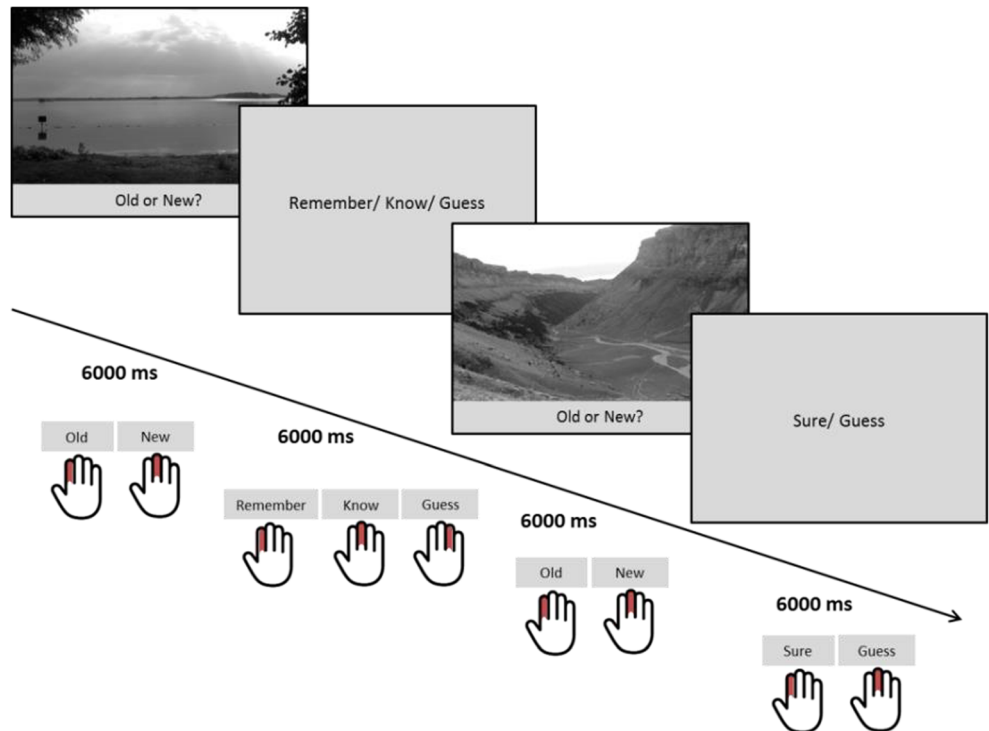 Old or New?
Remember/ Know/ Guess
Old or New?
Sure/ Guess
6000 ms
Old New
6000 ms
Remember Know Guess
6000 ms
Old New
6000 ms
Sure Guess